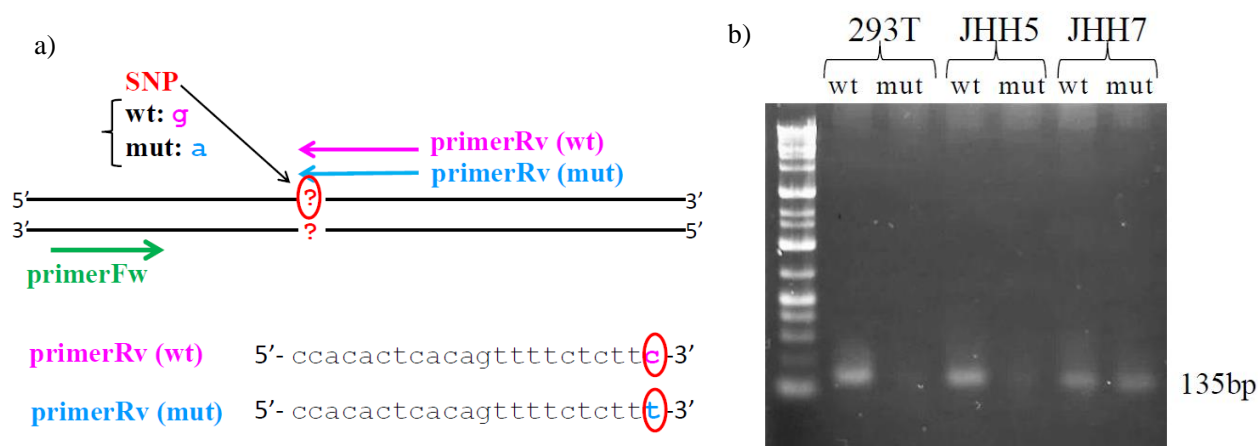 a)
SNP
wt: g
mut: a
primerRv (wt)
primerRv (mut)
5’ ? 3’
3’ ? 5’
primerFw
primerRv (wt) 5’- ccacactcacagttttctcttc-3’
primerRv (mut) 5’- ccacactcacagttttctcttt-3’
b)
293T JHH5 JHH7
wt mut wt mut wt mut
135bp